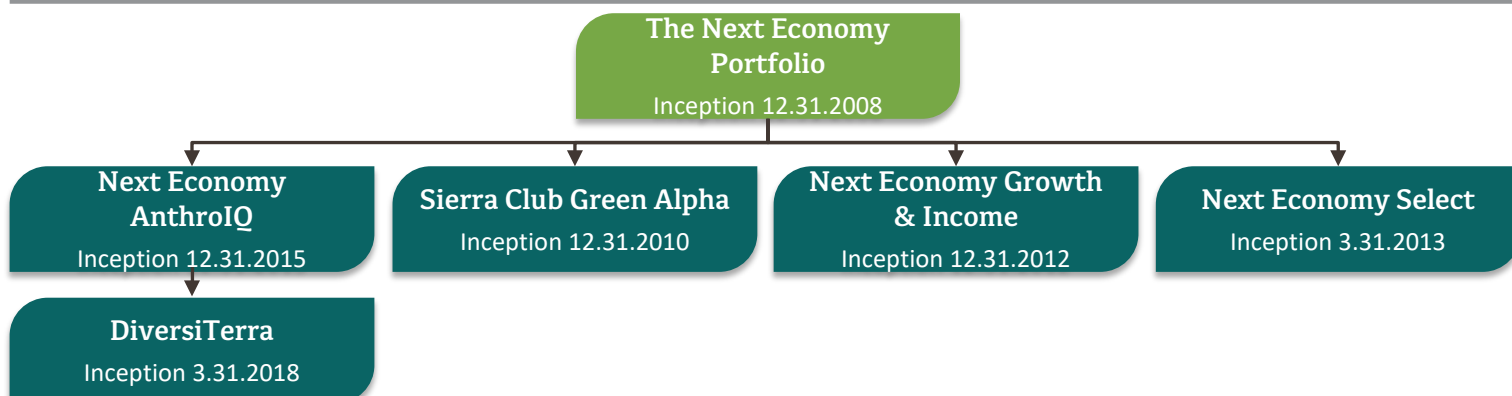 The Next Economy
Portfolio
Inception 12.31.2008
Next Economy
AnthroIQ
Inception 12.31.2015
Sierra Club Green Alpha
Inception 12.31.2010
Next Economy Growth
& Income
Inception 12.31.2012
Next Economy Select
Inception 3.31.2013
DiversiTerra
Inception 3.31.2018